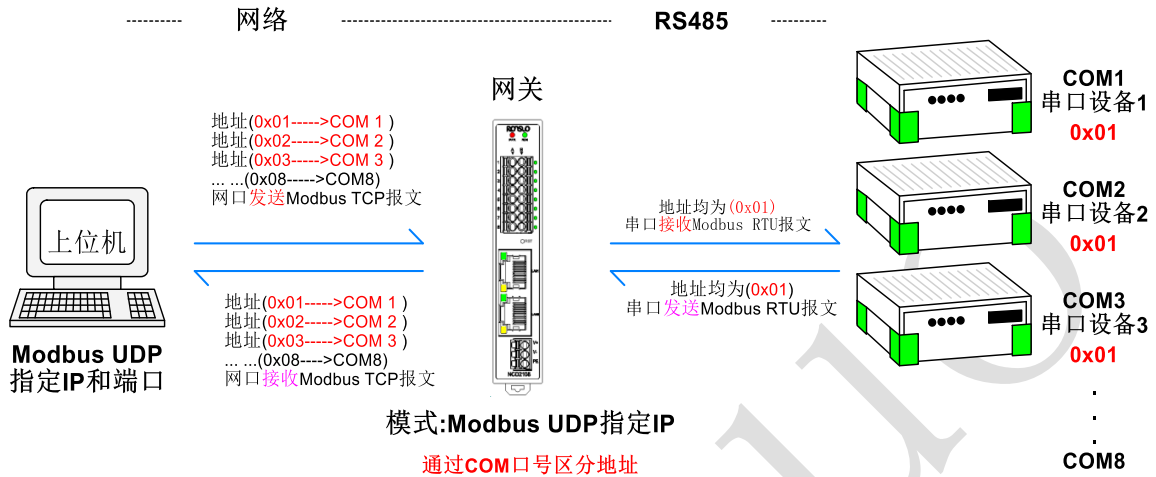 网络
RS485
网关
地址(0x01----->COM 1 )
地址(0x02----->COM 2 )
地址(0x03----->COM 3 )
... ...(0x08----->COM8)
网口发送Modbus TCP报文
上位机
Modbus UDP
指定IP和端口
地址(0x01----->COM 1 )
地址(0x02----->COM 2 )
地址(0x03----->COM 3 )
... ...(0x08---->COM8)
网口接收Modbus TCP报文
V+
V-
PE
地址均为(0x01)
串口接收Modbus RTU报文
地址均为(0x01)
串口发送Modbus RTU报文
COM1
串口设备1
0x01
COM2
串口设备2
0x01
COM3
串口设备3
0x01
.
.
.
COM8
模式:Modbus UDP指定IP
通过COM口号区分地址